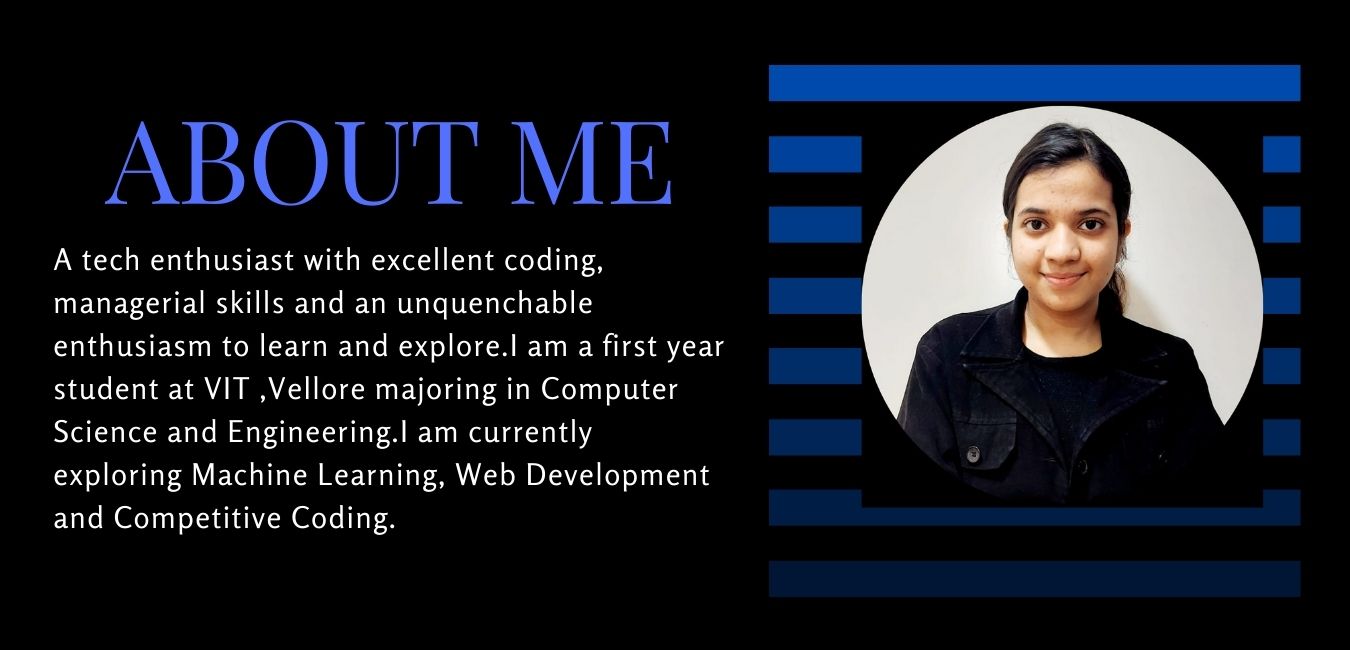 ABOUT ME
A tech enthusiast with excellent coding,
managerial skills and an unquenchable
enthusiasm to learn and explore.I am a first year
student at VIT ,Vellore majoring in Computer
Science and Engineering.I am currently
exploring Machine Learning, Web Development
and Competitive Coding.